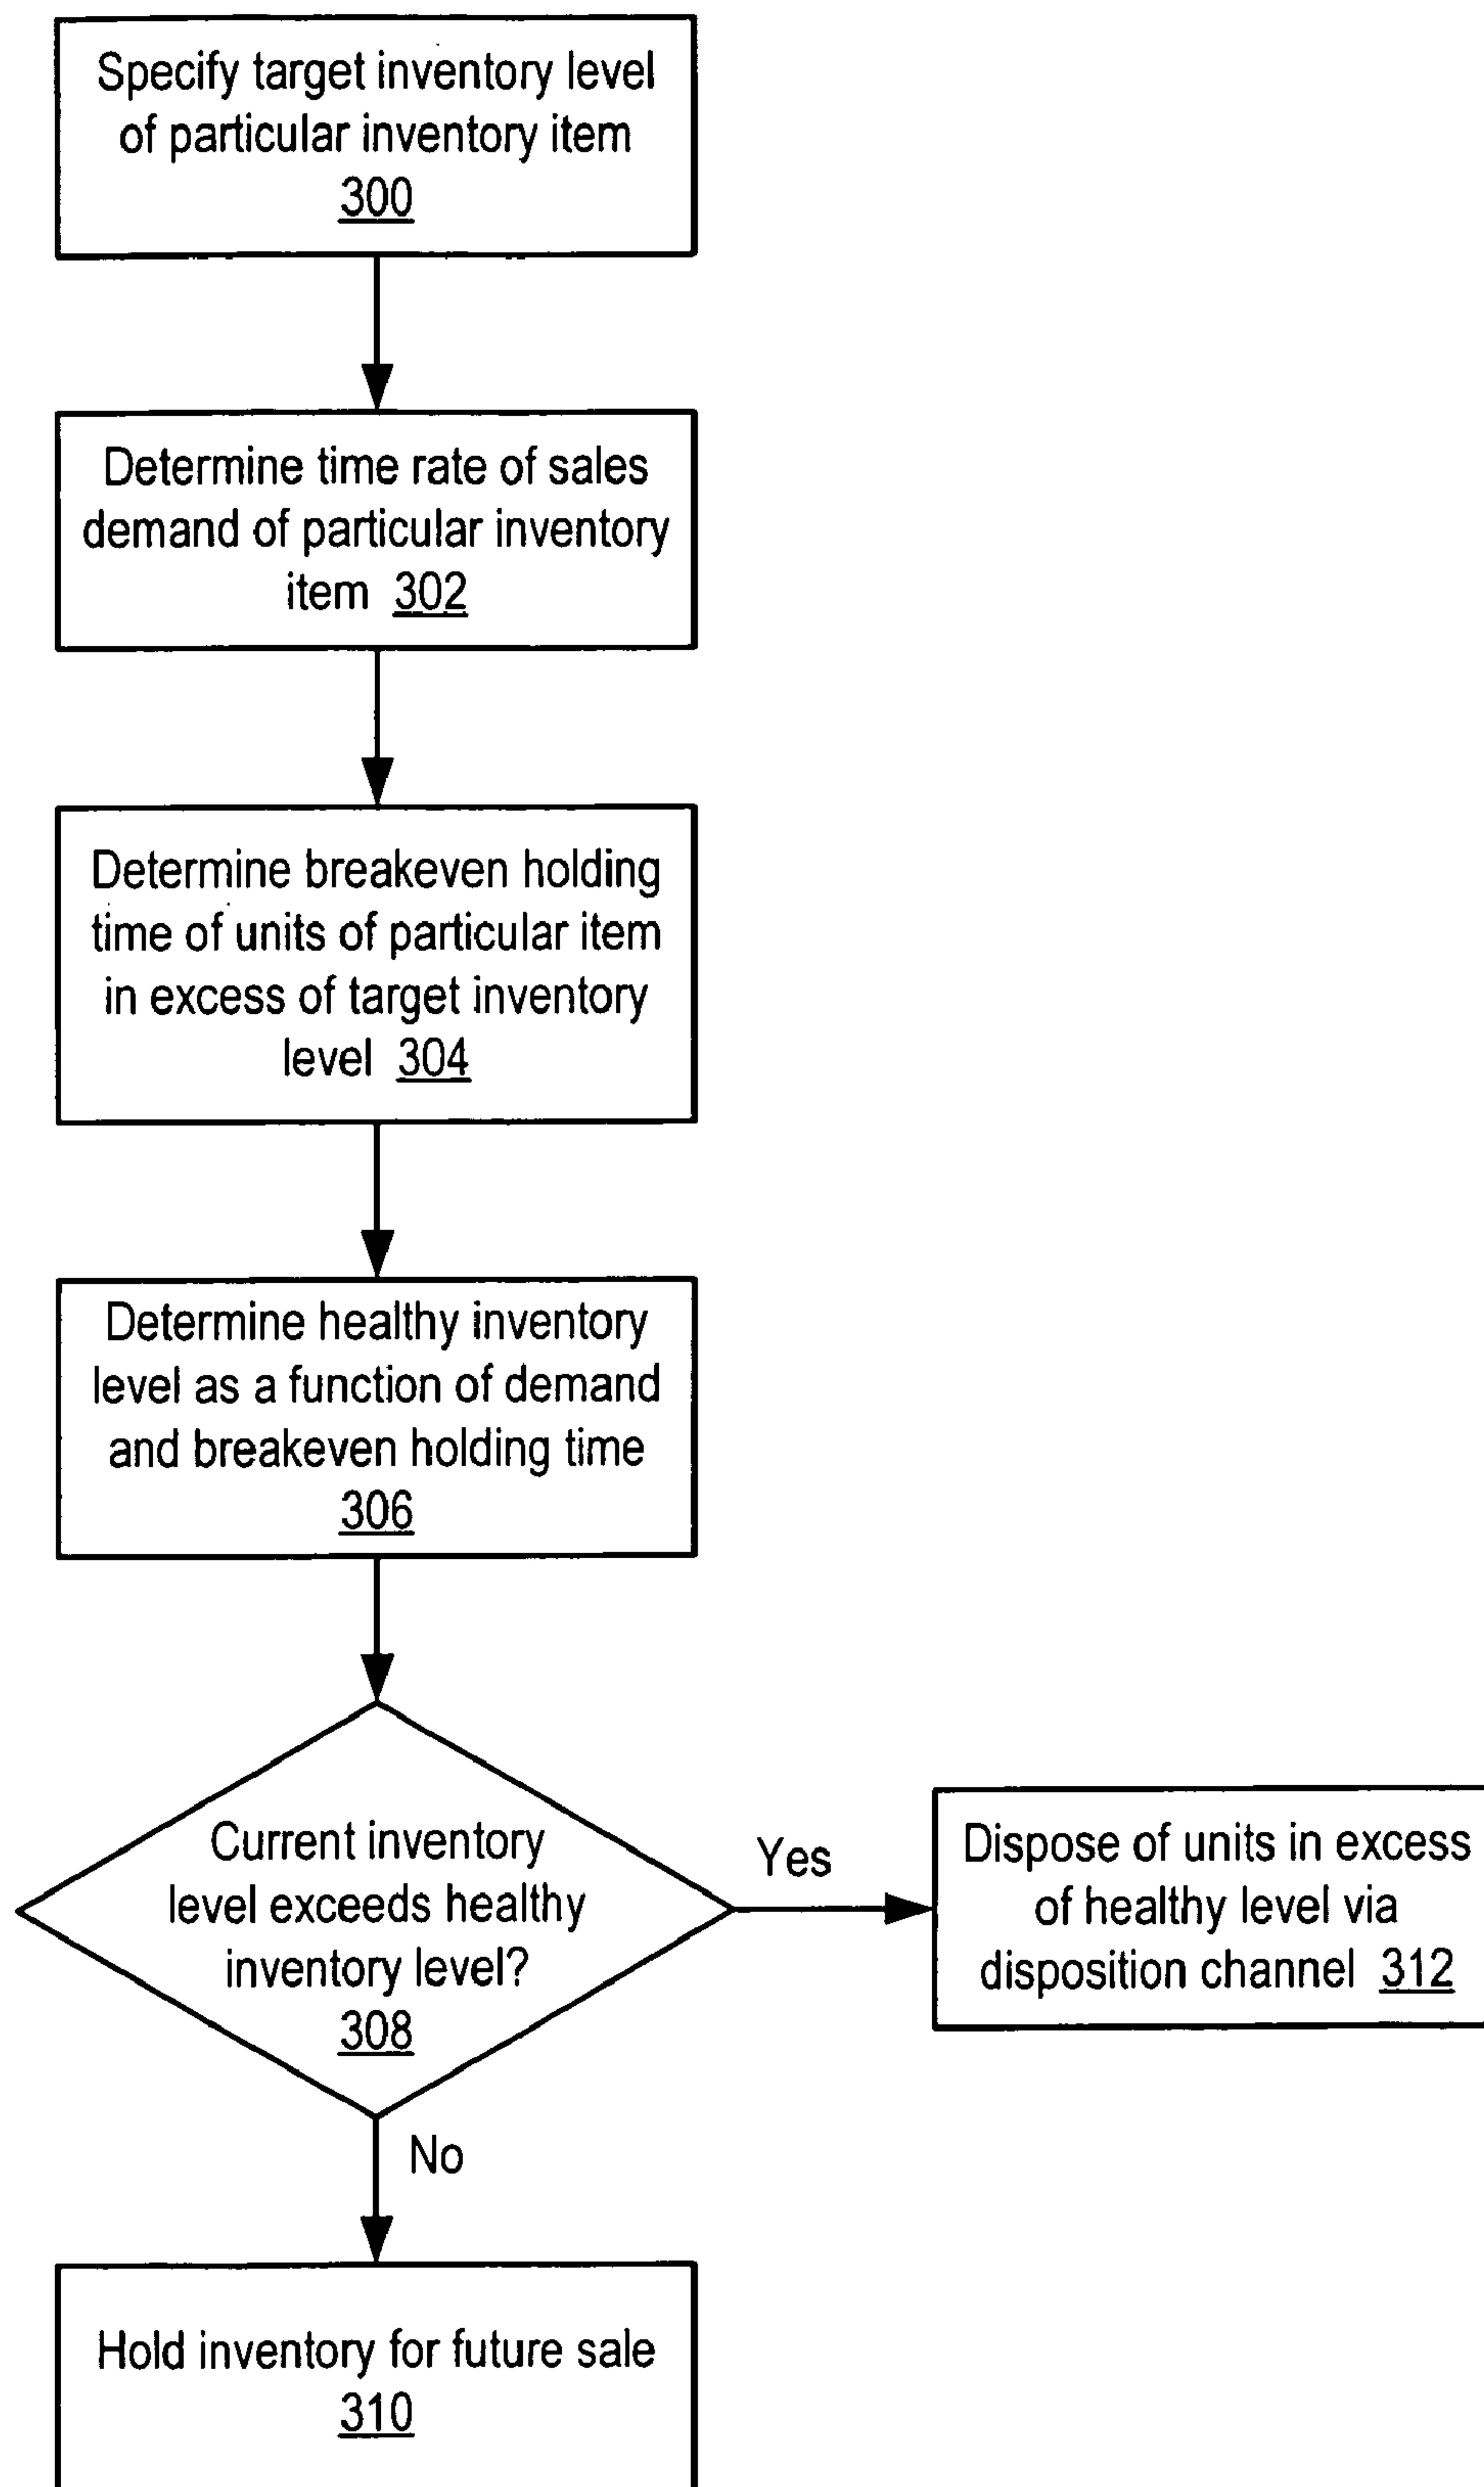 Specify target inventory level
of particular inventory item
300
Determine time rate of sales
demand of particular inventory
item 302
Determine breakeven holding
time of units of particular item
in excess of target inventory
level 304
Determine healthy inventory
level as a function of demand
and breakeven holding time
306
Current inventory
level exceeds healthy
inventory level?
308
Yes
Dispose of units in excess
of healthy level via
disposition channel 312
No
Hold inventory for future sale
310